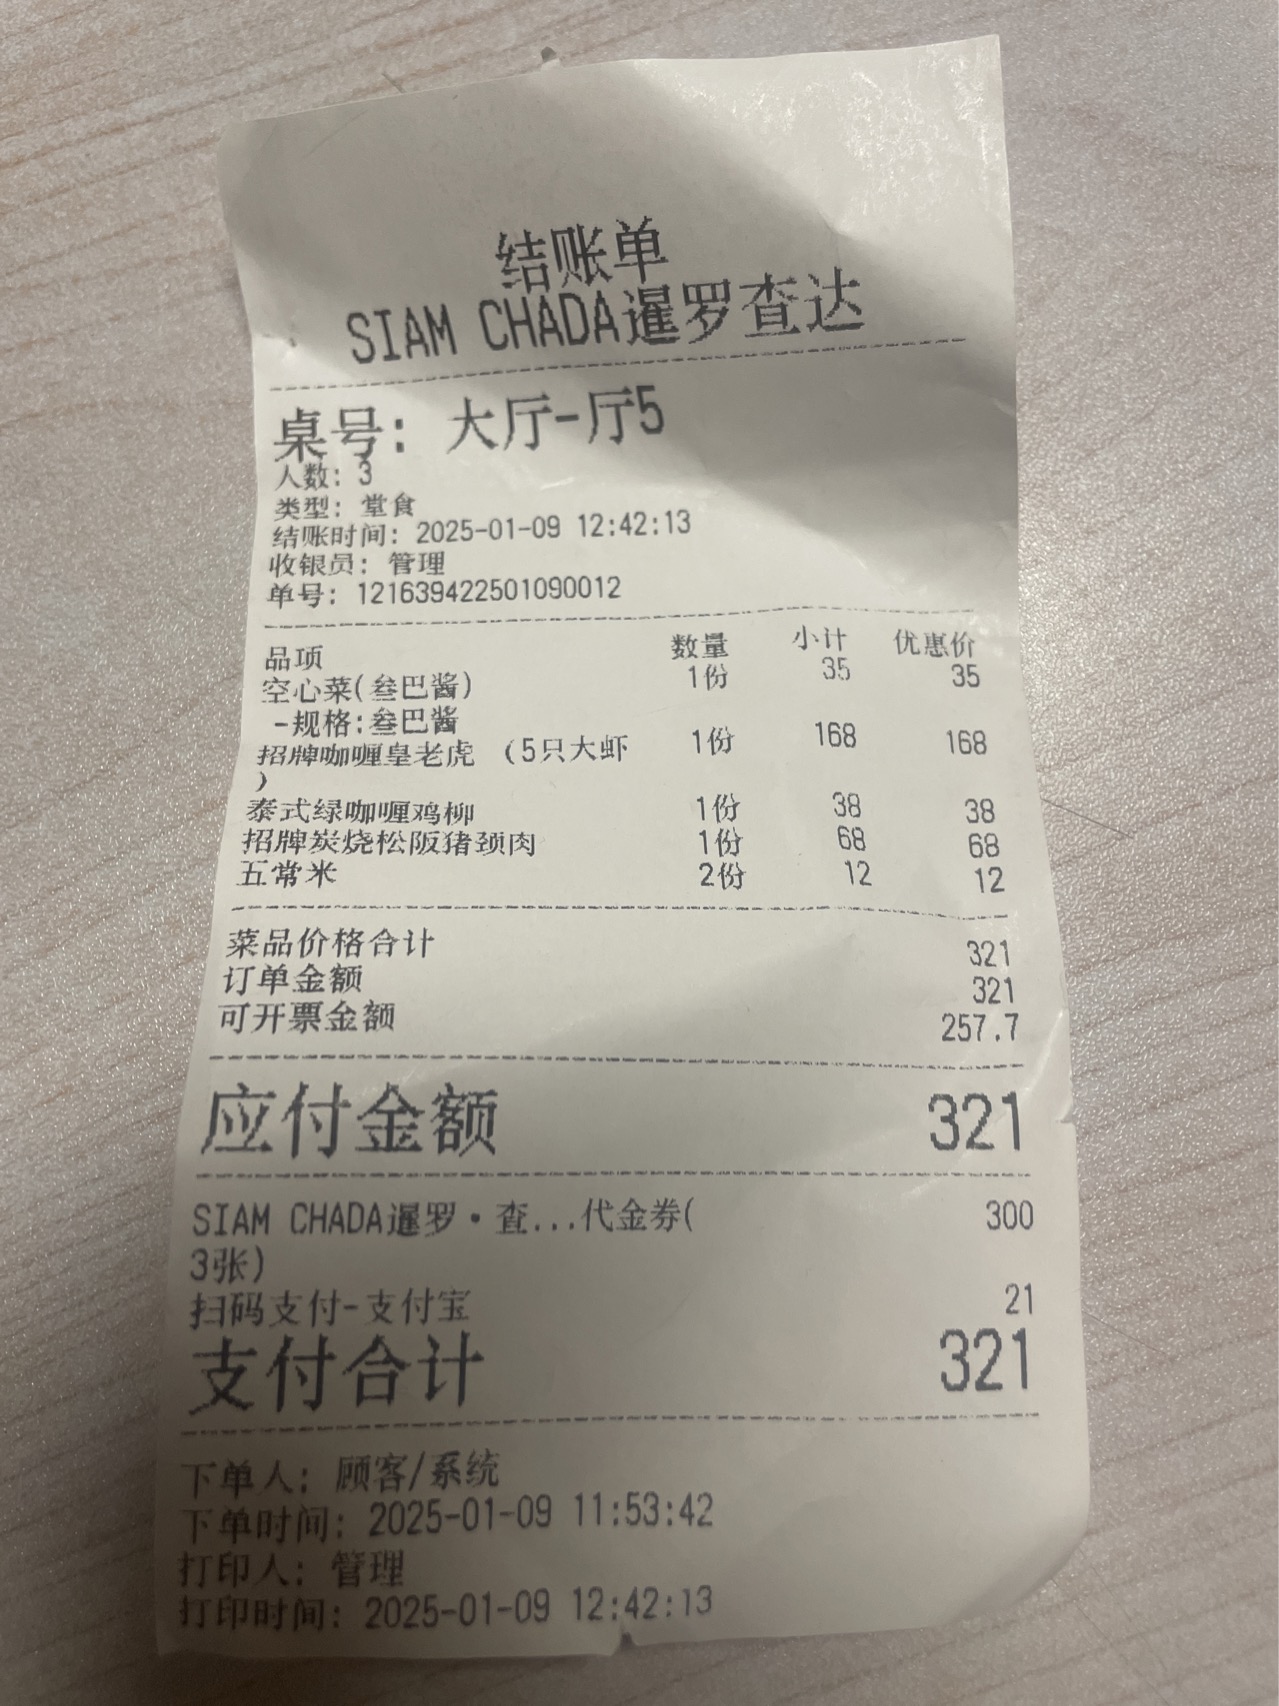 结账单
SIAM CHADA暹罗查达
桌号: 大厅-厅5
人数: 3
类型: 堂食
结账时间: 2025-01-09 12:42:13
收银员: 管理
单号: 121639422501090012
品项 数量 小计 优惠价
空心菜(叁巴酱) 1份 35 35
-规格:叁巴酱
招牌咖喱皇老虎 (5只大虾 1份 168 168
)
泰式绿咖喱鸡柳 1份 38 38
招牌炭烧松阪猪颈肉 1份 68 68
五常米 2份 12 12
菜品价格合计 321
订单金额 321
可开票金额 257.7
应付金额 321
SIAM CHADA暹罗·查...代金券( 300
3张)
扫码支付-支付宝 21
支付合计 321
下单人: 顾客/系统
下单时间: 2025-01-09 11:53:42
打印人: 管理
打印时间: 2025-01-09 12:42:13